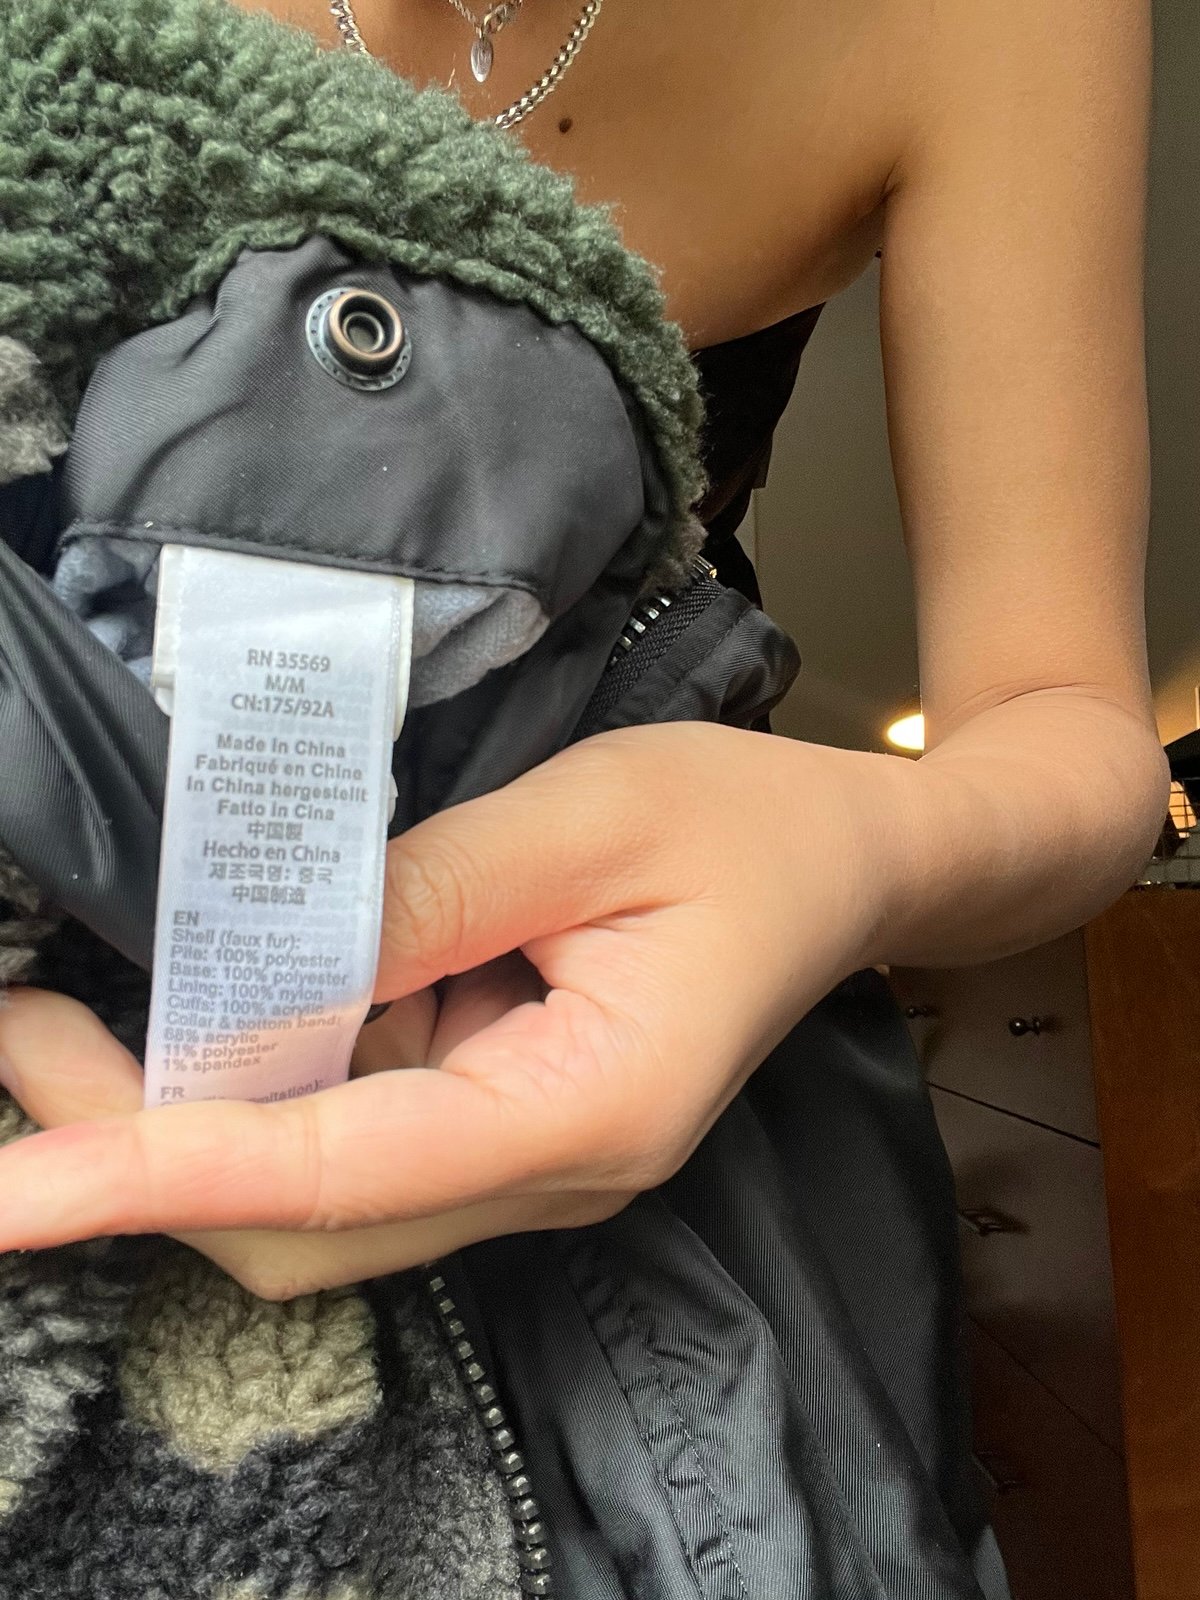 RN 35569
M/M
CN:175/92A
Made in China
Fabriqué en Chine
In China hergestellt
Fatto in Cina
中国製
Hecho en China
제조국명: 중국
中国制造
EN
Shell (faux fur):
Pile: 100% polyester
Base: 100% polyester
Lining: 100% nylon
Cuffs: 100% acrylic
Collar & bottom band:
88% acrylic
11% polyester
1% spandex
FR